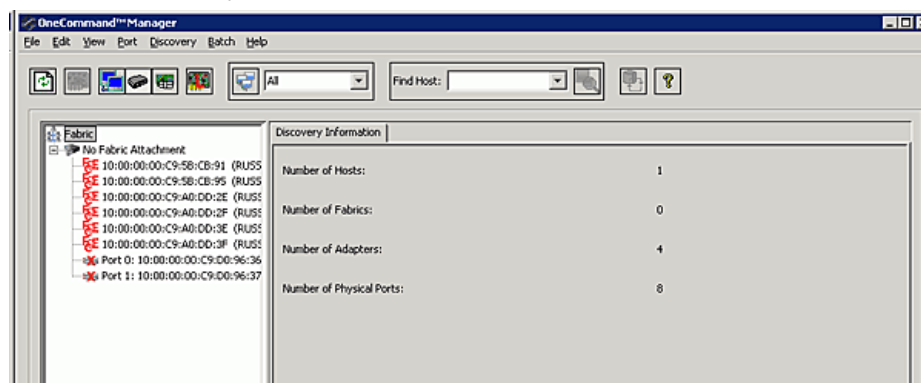 OneCommand™Manager
File Edit View Port Discovery Batch Help
All Find Host:
Fabric
No Fabric Attachment
10:00:00:00:C9:5B:CB:91 (RUSS
10:00:00:00:C9:5B:CB:95 (RUSS
10:00:00:00:C9:A0:DD:2E (RUSS
10:00:00:00:C9:A0:DD:2F (RUSS
10:00:00:00:C9:A0:DD:3E (RUSS
10:00:00:00:C9:A0:DD:3F (RUSS
Port 0: 10:00:00:00:C9:D0:96:36
Port 1: 10:00:00:00:C9:D0:96:37
Discovery Information
Number of Hosts: 1
Number of Fabrics: 0
Number of Adapters: 4
Number of Physical Ports: 8